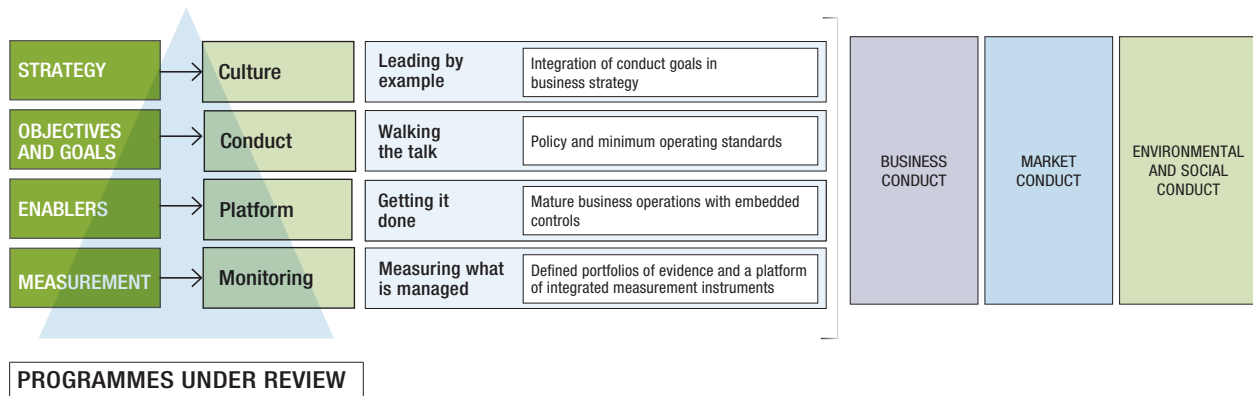 STRATEGY
Culture
Leading by
example
Integration of conduct goals in
business strategy
OBJECTIVES
AND GOALS
Conduct
Walking
the talk
Policy and minimum operating standards
ENABLERS
Platform
Getting it
done
Mature business operations with embedded
controls
MEASUREMENT
Monitoring
Measuring what
is managed
Defined portfolios of evidence and a platform
of integrated measurement instruments
BUSINESS
CONDUCT
MARKET
CONDUCT
ENVIRONMENTAL
AND SOCIAL
CONDUCT
PROGRAMMES UNDER REVIEW